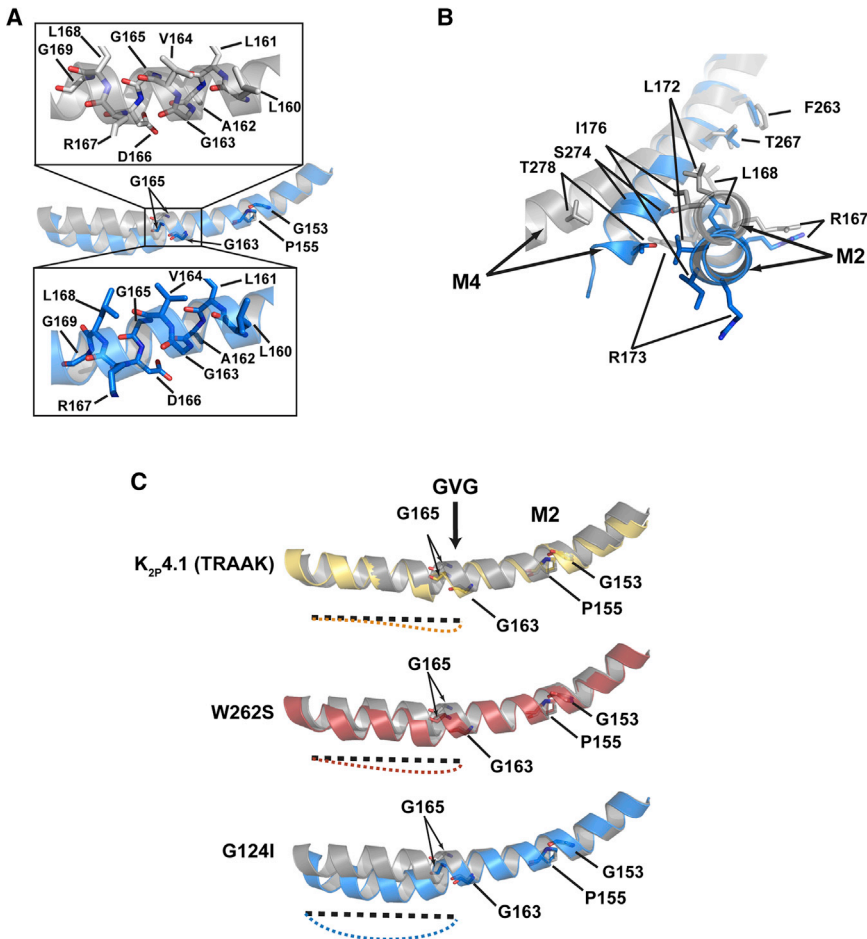 A
L168
G165
V164
L161
G169
L160
R167
A162
G163
D166
G165
G153
G163
P155
L168
G165
V164
L161
G169
A162
L160
G163
R167
D166
B
L172
F263
I176
S274
T267
T278
L168
R167
M4
M2
R173
C
GVG
G165
M2
K2P4.1 (TRAAK)
G153
P155
G163
G165
W262S
G153
P155
G163
G165
G124I
G153
P155
G163